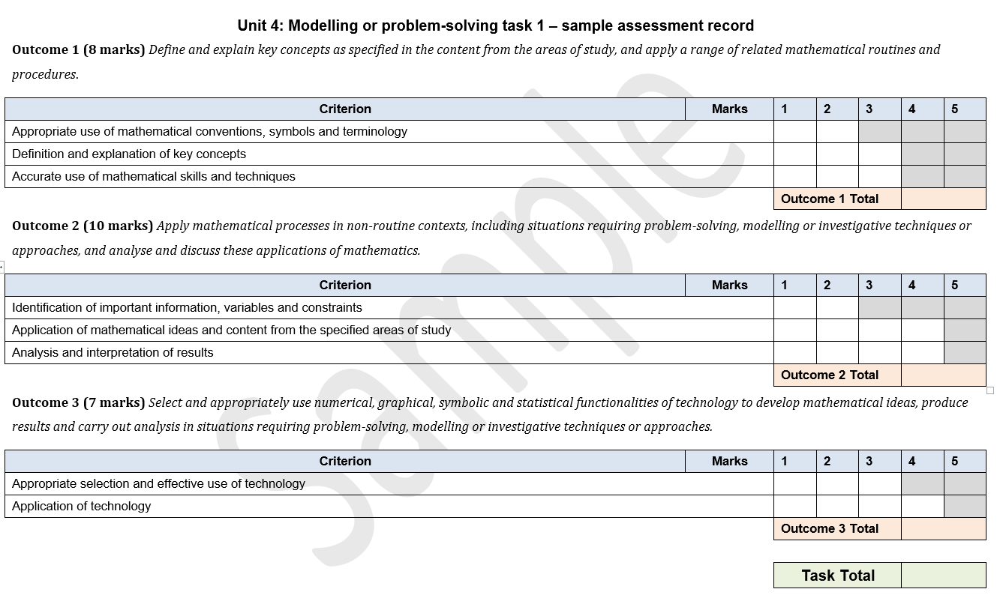 Unit 4: Modelling or problem-solving task 1 – sample assessment record
Outcome 1 (8 marks) Define and explain key concepts as specified in the content from the areas of study, and apply a range of related mathematical routines and
procedures.
Criterion Marks 1 2 3 4 5
Appropriate use of mathematical conventions, symbols and terminology
Definition and explanation of key concepts
Accurate use of mathematical skills and techniques
Outcome 1 Total
Outcome 2 (10 marks) Apply mathematical processes in non-routine contexts, including situations requiring problem-solving, modelling or investigative techniques or
approaches, and analyse and discuss these applications of mathematics.
Criterion Marks 1 2 3 4 5
Identification of important information, variables and constraints
Application of mathematical ideas and content from the specified areas of study
Analysis and interpretation of results
Outcome 2 Total
Outcome 3 (7 marks) Select and appropriately use numerical, graphical, symbolic and statistical functionalities of technology to develop mathematical ideas, produce
results and carry out analysis in situations requiring problem-solving, modelling or investigative techniques or approaches.
Criterion Marks 1 2 3 4 5
Appropriate selection and effective use of technology
Application of technology
Outcome 3 Total
Task Total
Sample